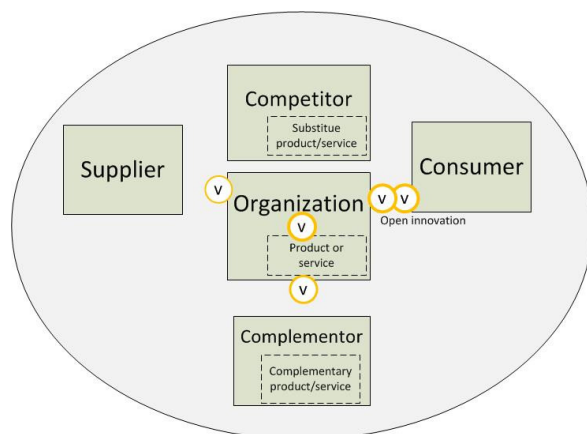 Competitor
Substitue
product/service
Supplier
Consumer
v
Organization
v v
Open innovation
v
Product or
service
v
Complementor
Complementary
product/service